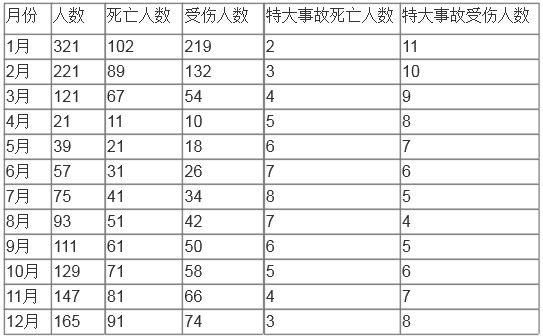 月份 人数 死亡人数 受伤人数 特大事故死亡人数 特大事故受伤人数
1月 321 102 219 2 11
2月 221 89 132 3 10
3月 121 67 54 4 9
4月 21 11 10 5 8
5月 39 21 18 6 7
6月 57 31 26 7 6
7月 75 41 34 8 5
8月 93 51 42 7 4
9月 111 61 50 6 5
10月 129 71 58 5 6
11月 147 81 66 4 7
12月 165 91 74 3 8